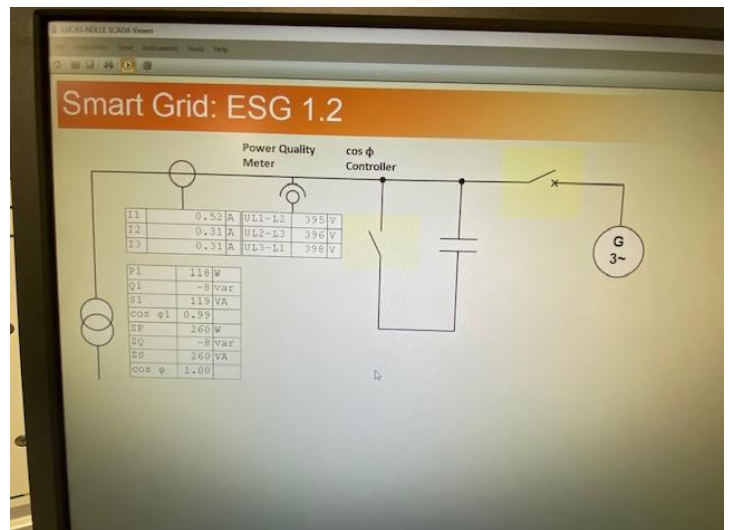 LUCAS-NÜLLE SCADA Viewer
View Instruments Tools Help
Smart Grid: ESG 1.2
Power Quality
Meter
cos ϕ
Controller
I1 0.52 A UL1-L2 395 V
I2 0.31 A UL2-L3 396 V
I3 0.31 A UL3-L1 398 V
P1 118 W
Q1 -8 var
S1 119 VA
cos φ1 0.99
ΣP 260 W
ΣQ -8 var
ΣS 260 VA
cos φ 1.00
G
3~